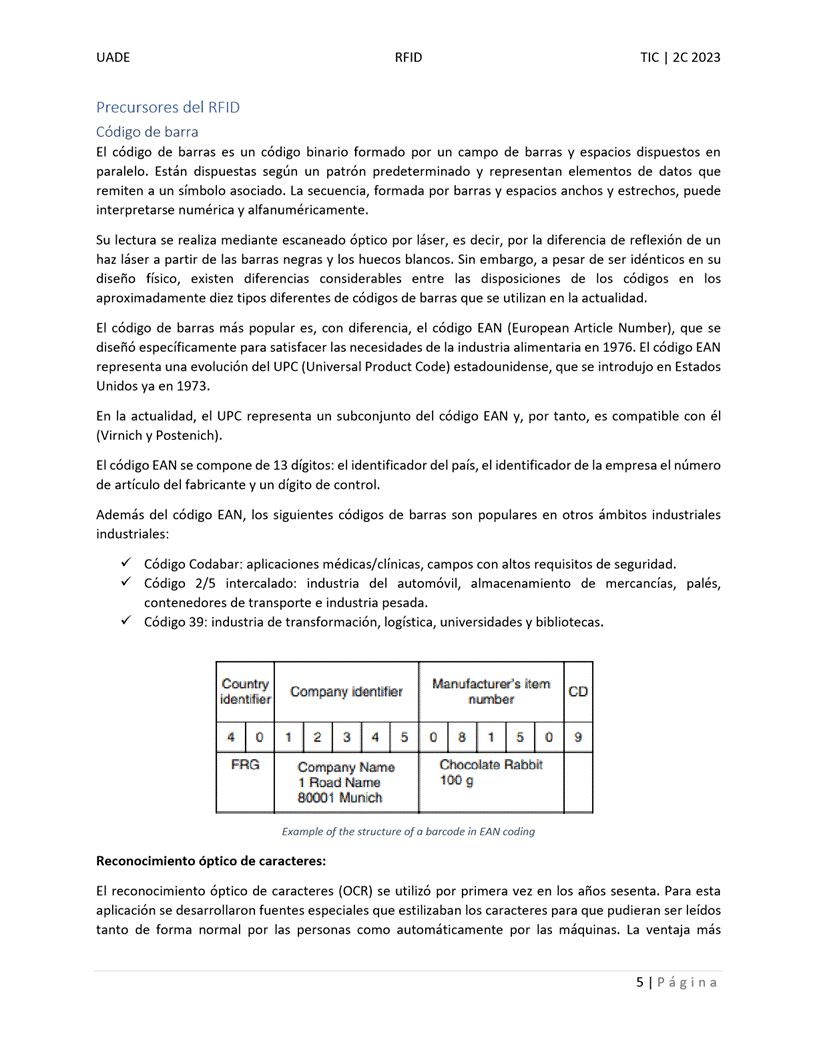 UADE RFID TIC | 2C 2023
Precursores del RFID
Código de barra
El código de barras es un código binario formado por un campo de barras y espacios dispuestos en
paralelo. Están dispuestas según un patrón predeterminado y representan elementos de datos que
remiten a un símbolo asociado. La secuencia, formada por barras y espacios anchos y estrechos, puede
interpretarse numérica y alfanuméricamente.
Su lectura se realiza mediante escaneado óptico por láser, es decir, por la diferencia de reflexión de un
haz láser a partir de las barras negras y los huecos blancos. Sin embargo, a pesar de ser idénticos en su
diseño físico, existen diferencias considerables entre las disposiciones de los códigos en los
aproximadamente diez tipos diferentes de códigos de barras que se utilizan en la actualidad.
El código de barras más popular es, con diferencia, el código EAN (European Article Number), que se
diseñó específicamente para satisfacer las necesidades de la industria alimentaria en 1976. El código EAN
representa una evolución del UPC (Universal Product Code) estadounidense, que se introdujo en Estados
Unidos ya en 1973.
En la actualidad, el UPC representa un subconjunto del código EAN y, por tanto, es compatible con él
(Virnich y Postenich).
El código EAN se compone de 13 dígitos: el identificador del país, el identificador de la empresa el número
de artículo del fabricante y un dígito de control.
Además del código EAN, los siguientes códigos de barras son populares en otros ámbitos industriales
industriales:
✓ Código Codabar: aplicaciones médicas/clínicas, campos con altos requisitos de seguridad.
✓ Código 2/5 intercalado: industria del automóvil, almacenamiento de mercancías, palés,
contenedores de transporte e industria pesada.
✓ Código 39: industria de transformación, logística, universidades y bibliotecas.
Country identifier Company identifier Manufacturer's item number CD
4 0 1 2 3 4 5 0 8 1 5 0 9
FRG Company Name Chocolate Rabbit
1 Road Name 100 g
80001 Munich
Example of the structure of a barcode in EAN coding
Reconocimiento óptico de caracteres:
El reconocimiento óptico de caracteres (OCR) se utilizó por primera vez en los años sesenta. Para esta
aplicación se desarrollaron fuentes especiales que estilizaban los caracteres para que pudieran ser leídos
tanto de forma normal por las personas como automáticamente por las máquinas. La ventaja más
5 | Página